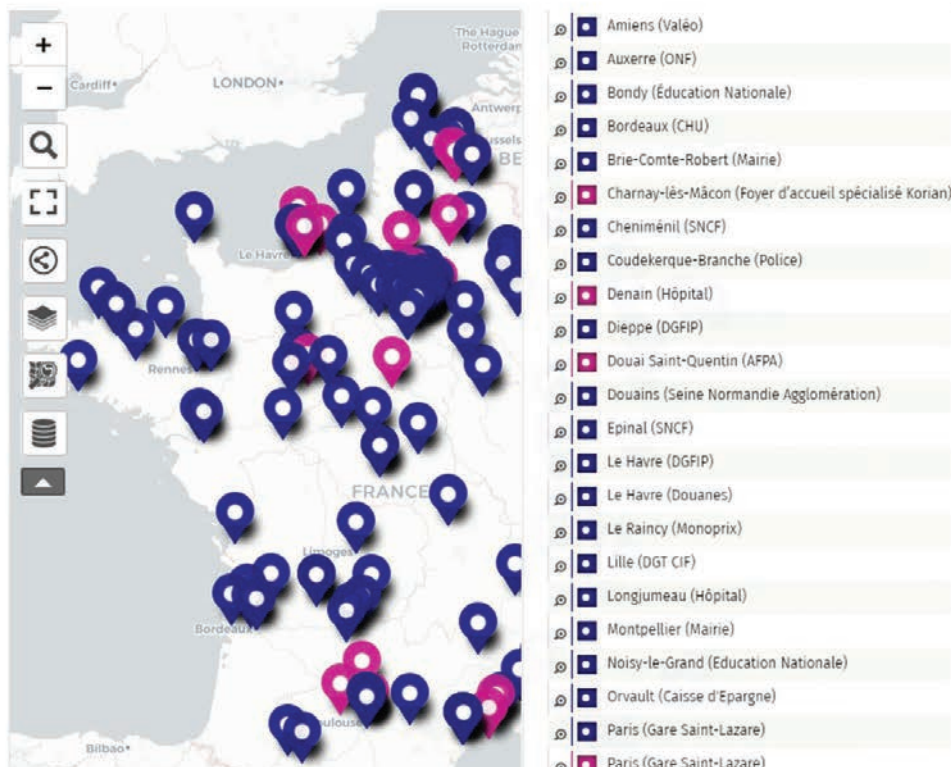 +
−
The Hague
Rotterdam
Cardiff
LONDON
Antwerp
BE
Le Havre
Rennes
FRANCE
Limoges
Bordeaux
Bilbao
Amiens (Valéo)
Auxerre (ONF)
Bondy (Éducation Nationale)
Bordeaux (CHU)
Brie-Comte-Robert (Mairie)
Charnay-lès-Mâcon (Foyer d'accueil spécialisé Korian)
Cheniménil (SNCF)
Coudekerque-Branche (Police)
Denain (Hôpital)
Dieppe (DGFIP)
Douai Saint-Quentin (AFPA)
Douains (Seine Normandie Agglomération)
Epinal (SNCF)
Le Havre (DGFIP)
Le Havre (Douanes)
Le Raincy (Monoprix)
Lille (DGT CIF)
Longjumeau (Hôpital)
Montpellier (Mairie)
Noisy-le-Grand (Education Nationale)
Orvault (Caisse d'Epargne)
Paris (Gare Saint-Lazare)
Paris (Gare Saint-Lazare)